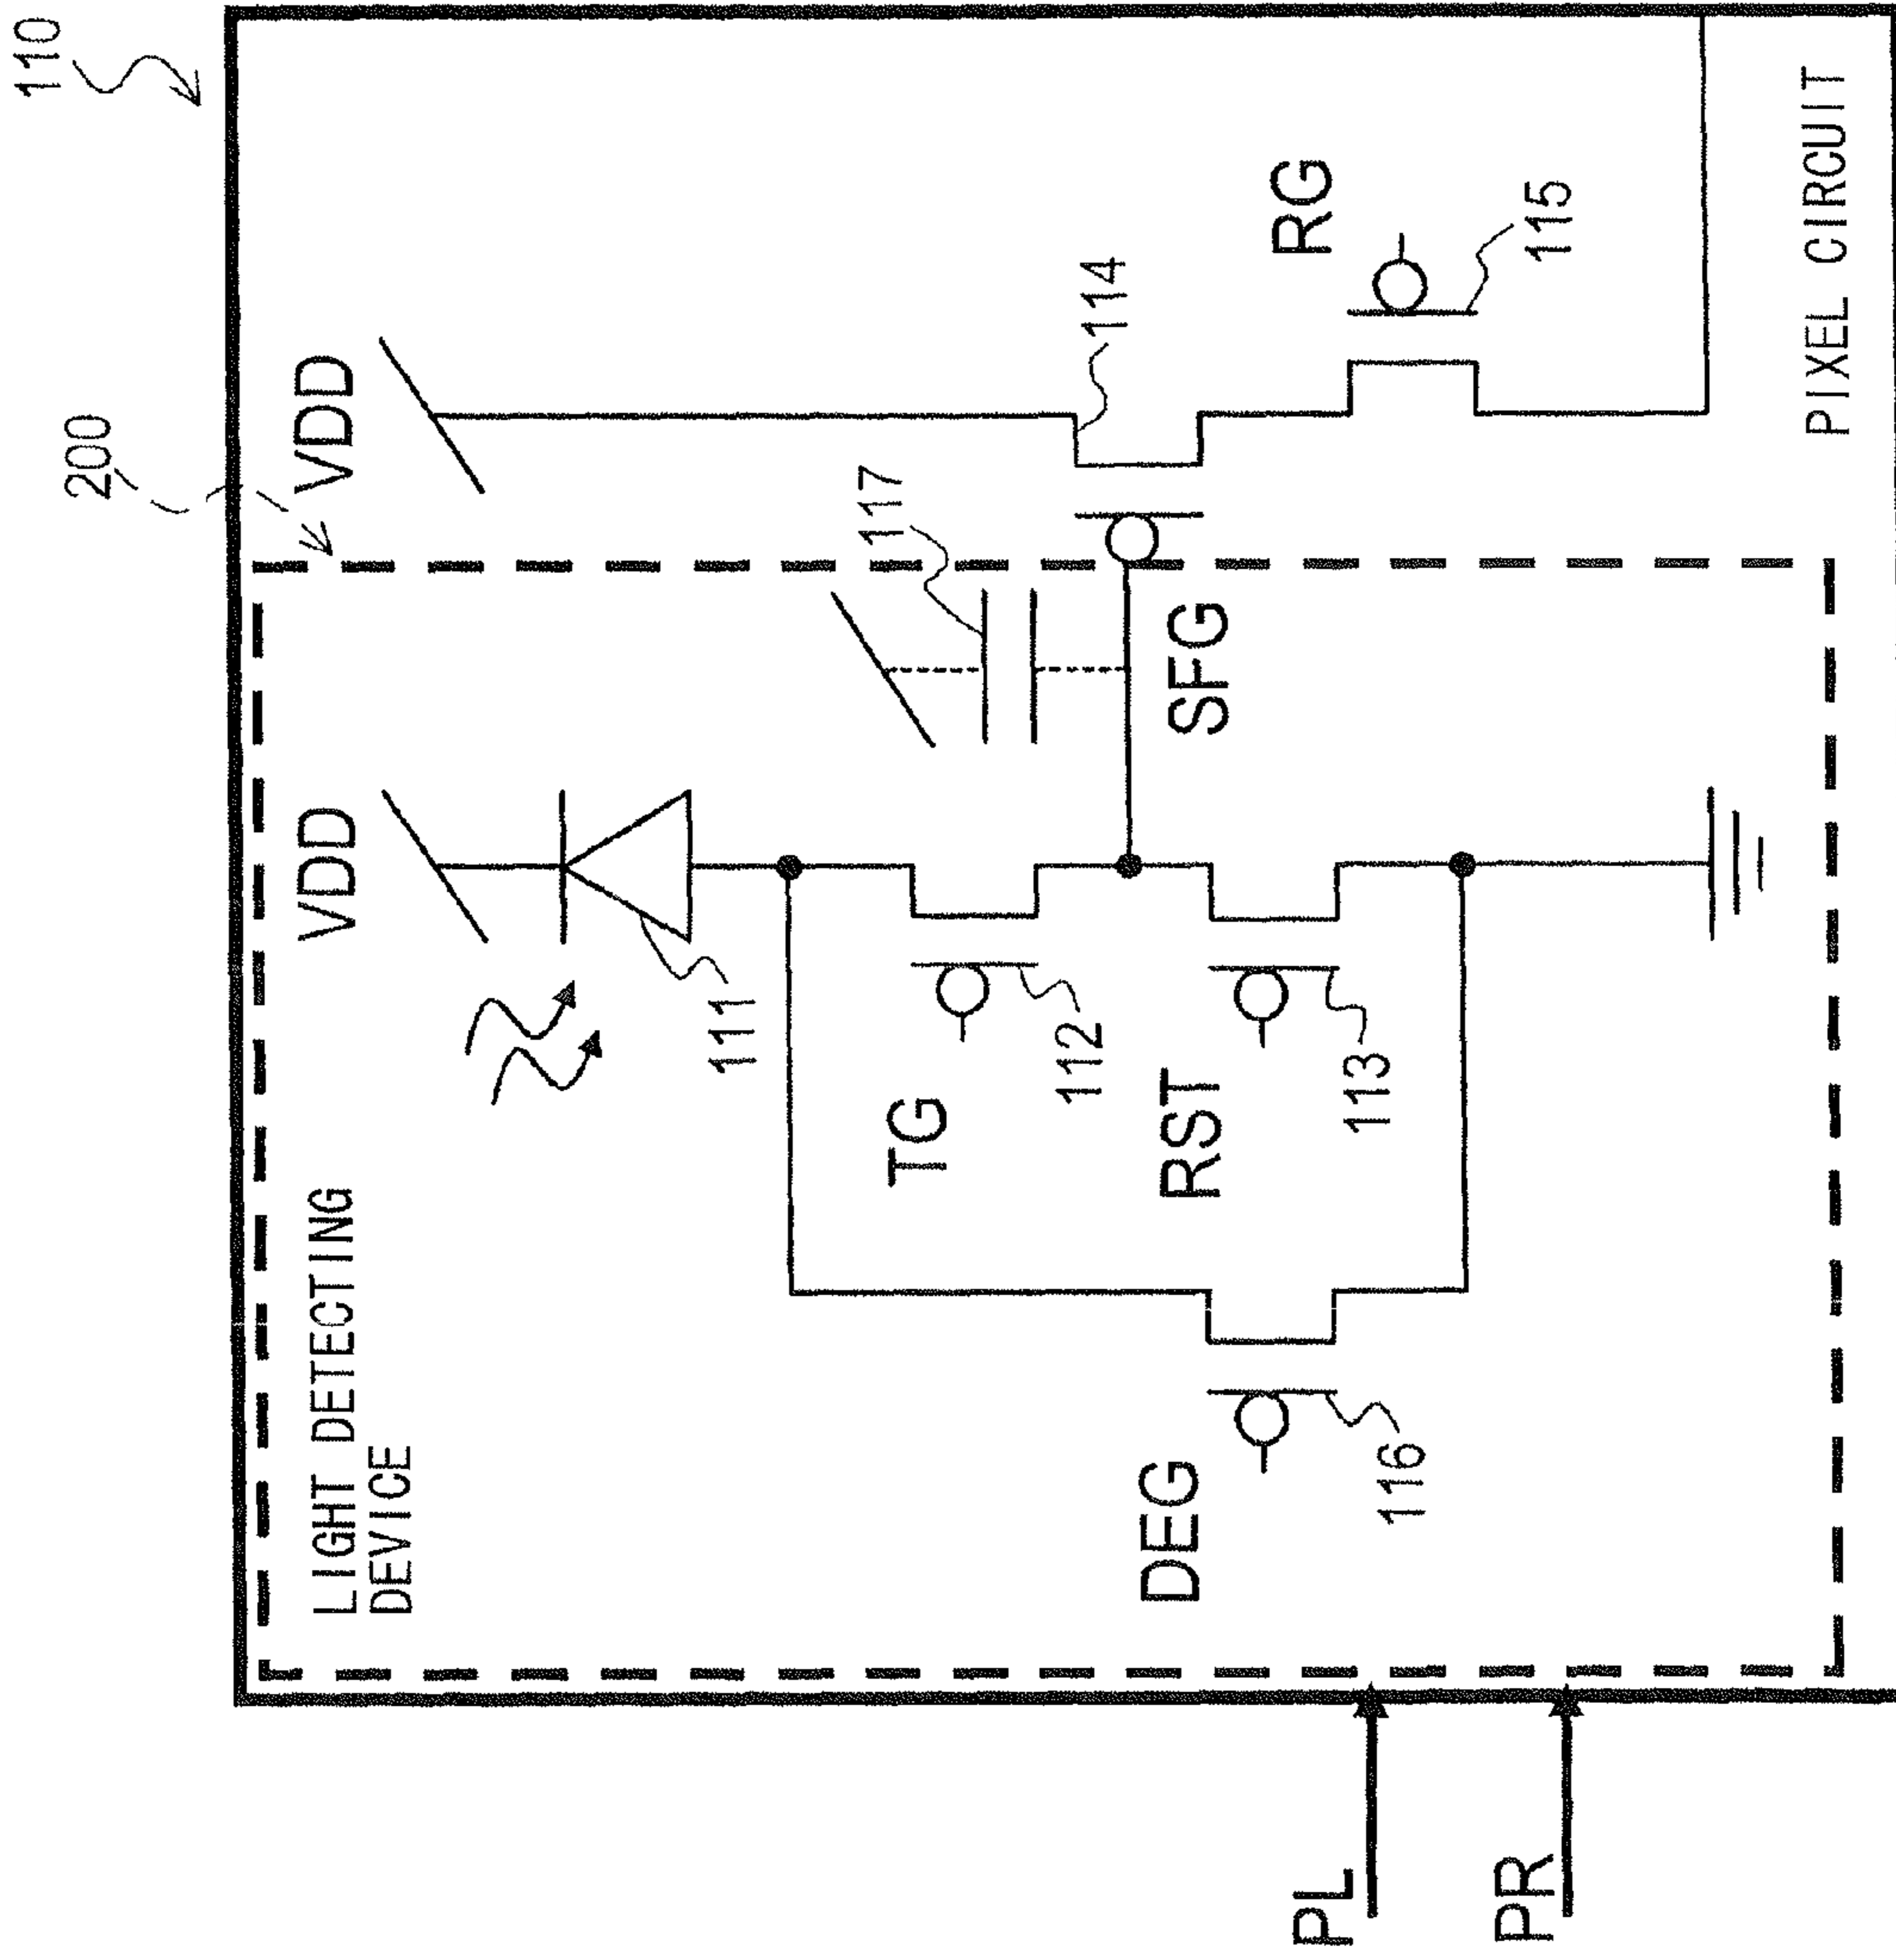 110
200
LIGHT DETECTING
DEVICE
VDD
VDD
111
117
TG
112
114
SFG
DEG
RST
RG
116
113
115
PL
PR
PIXEL CIRCUIT